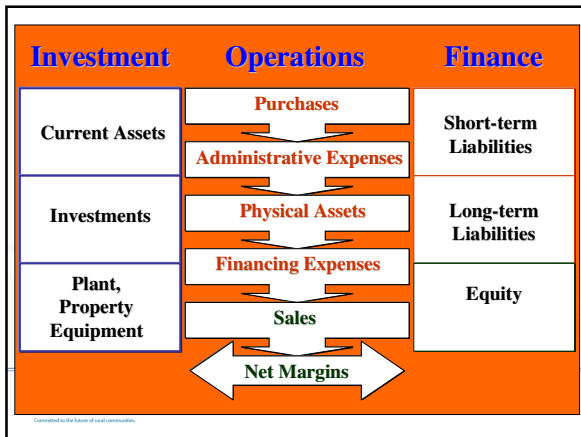 Investment
Operations
Finance
Current Assets
Investments
Plant,
Property
Equipment
Purchases
Administrative Expenses
Physical Assets
Financing Expenses
Sales
Net Margins
Short-term
Liabilities
Long-term
Liabilities
Equity
Committed to the future of rural communities.